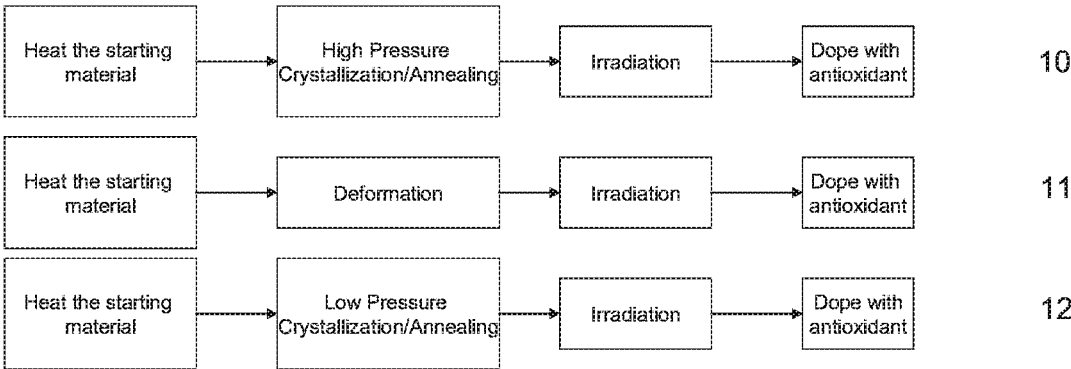 Heat the starting
material
High Pressure
Crystallization/Annealing
Irradiation
Dope with
antioxidant
10
Heat the starting
material
Deformation
Irradiation
Dope with
antioxidant
11
Heat the starting
material
Low Pressure
Crystallization/Annealing
Irradiation
Dope with
antioxidant
12